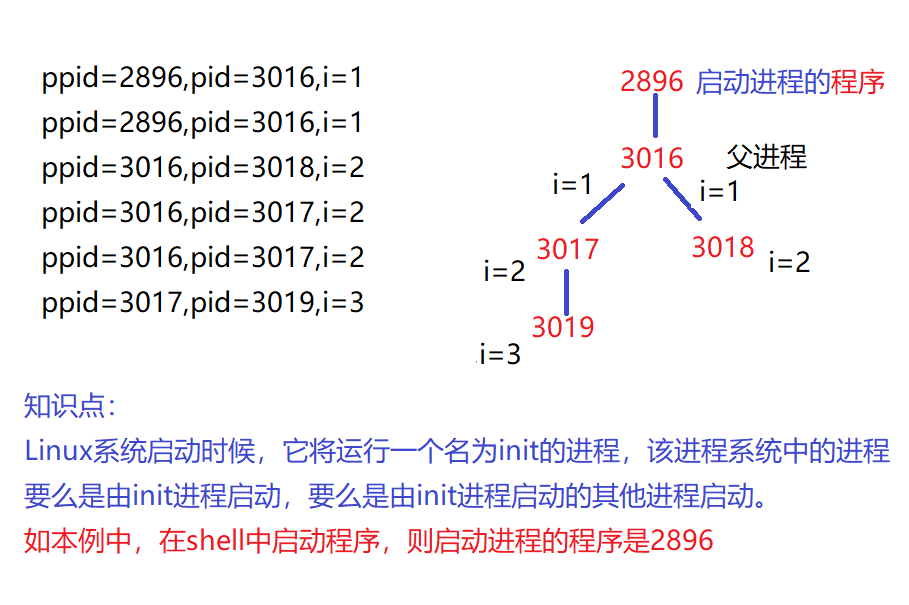 ppid=2896,pid=3016,i=1
ppid=2896,pid=3016,i=1
ppid=3016,pid=3018,i=2
ppid=3016,pid=3017,i=2
ppid=3016,pid=3017,i=2
ppid=3017,pid=3019,i=3
2896 启动进程的程序
3016 父进程
i=1 i=1
3017 3018
i=2 i=2
3019
i=3
知识点:
Linux系统启动时候，它将运行一个名为init的进程，该进程系统中的进程
要么是由init进程启动，要么是由init进程启动的其他进程启动。
如本例中，在shell中启动程序，则启动进程的程序是2896